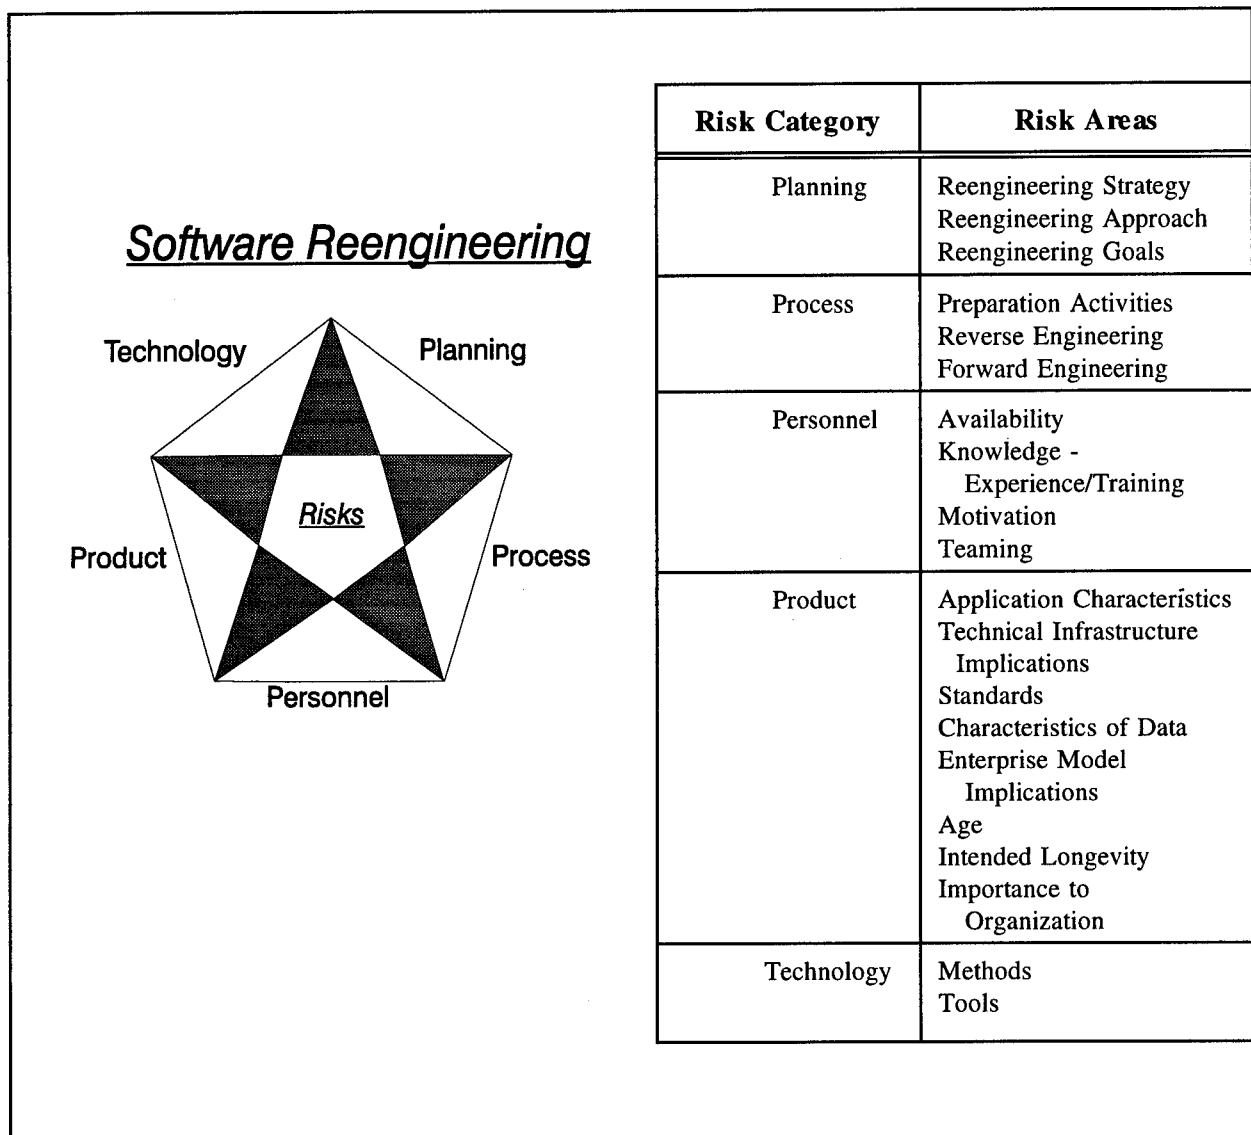 Software Reengineering
Technology
Planning
Risks
Product
Process
Personnel
Risk Category Risk Areas
Planning Reengineering Strategy
Reengineering Approach
Reengineering Goals
Process Preparation Activities
Reverse Engineering
Forward Engineering
Personnel Availability
Knowledge -
Experience/Training
Motivation
Teaming
Product Application Characteristics
Technical Infrastructure
Implications
Standards
Characteristics of Data
Enterprise Model
Implications
Age
Intended Longevity
Importance to
Organization
Technology Methods
Tools